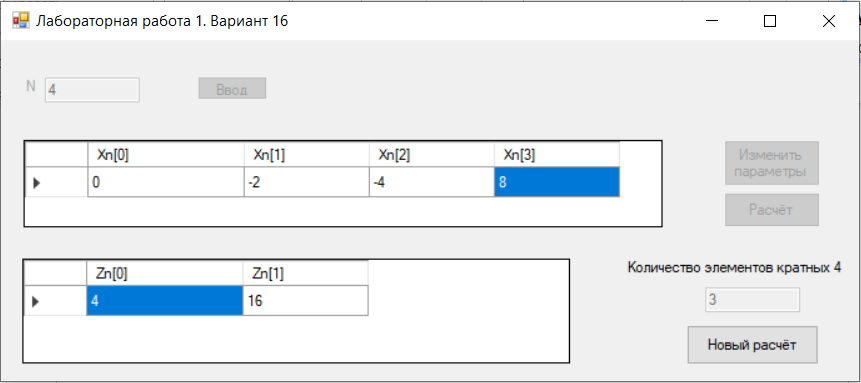 Лабораторная работа 1. Вариант 16
N 4 Ввод
Xn[0] Xn[1] Xn[2] Xn[3]
0 -2 -4 8
Изменить
параметры
Расчёт
Zn[0] Zn[1]
4 16
Количество элементов кратных 4
3
Новый расчёт